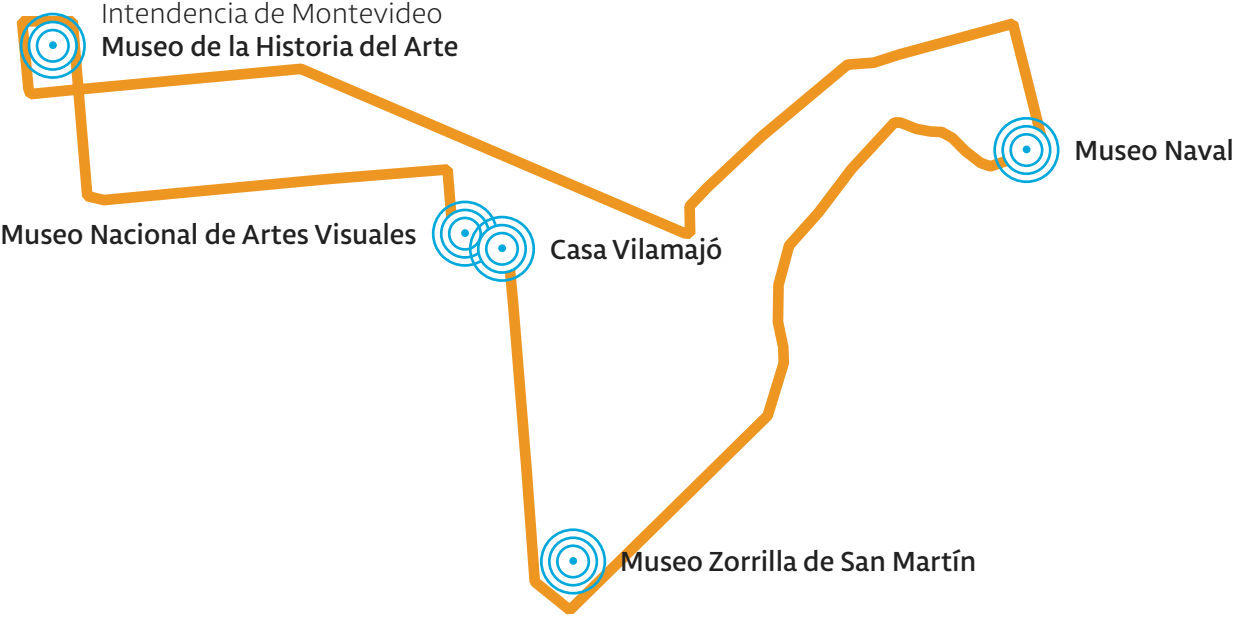 Intendencia de Montevideo
Museo de la Historia del Arte
Museo Naval
Museo Nacional de Artes Visuales
Casa Vilamajó
Museo Zorrilla de San Martín